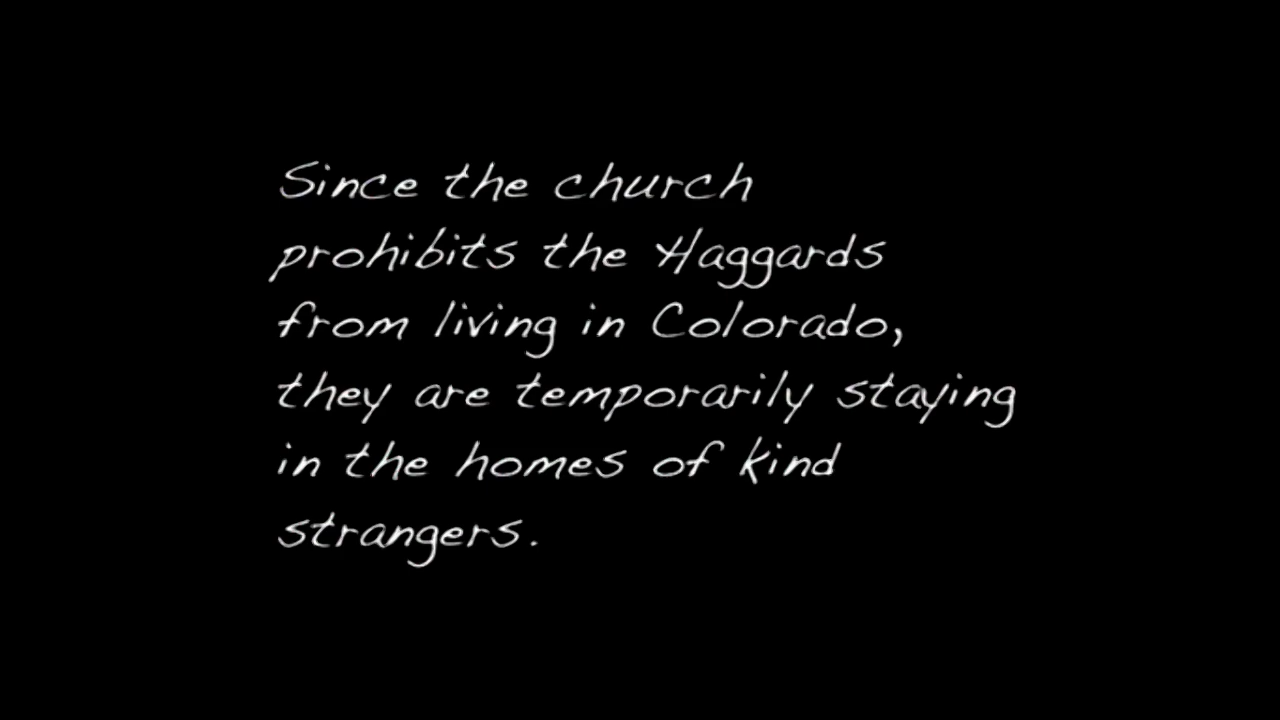 Since the church
prohibits the Haggards
from living in Colorado,
they are temporarily staying
in the homes of kind
strangers.